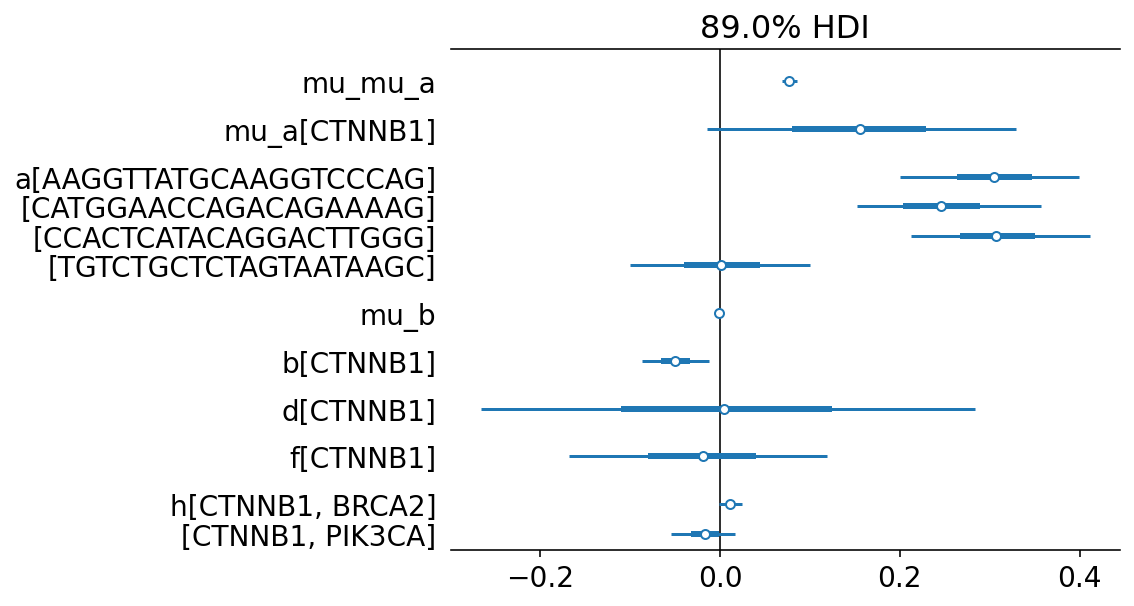 89.0% HDI
mu_mu_a
mu_a[CTNNB1]
a[AAGGTTATGCAAGGTCCCAG]
[CATGGAACCAGACAGAAAAG]
[CCACTCATACAGGACTTGGG]
[TGTCTGCTCTAGTAATAAGC]
mu_b
b[CTNNB1]
d[CTNNB1]
f[CTNNB1]
h[CTNNB1, BRCA2]
[CTNNB1, PIK3CA]
−0.2 0.0 0.2 0.4